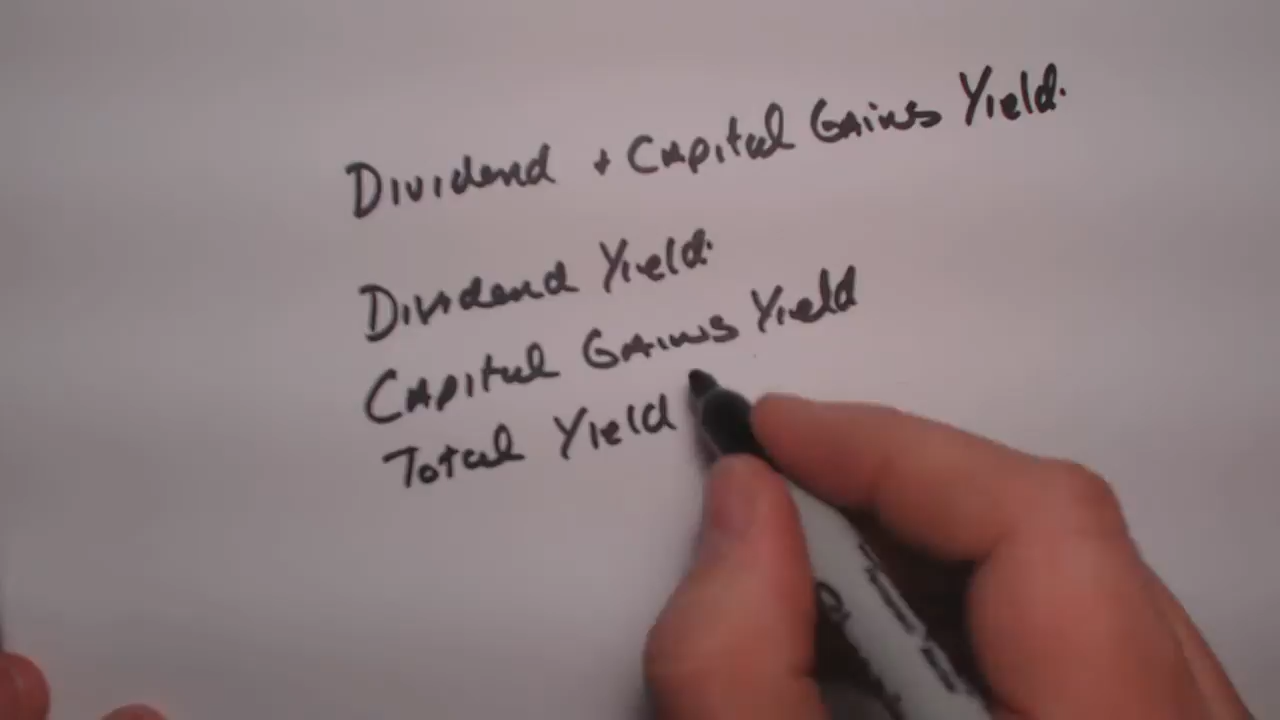 Dividend + Capital Gains Yield.
Dividend Yield.
Capital Gains Yield
Total Yield